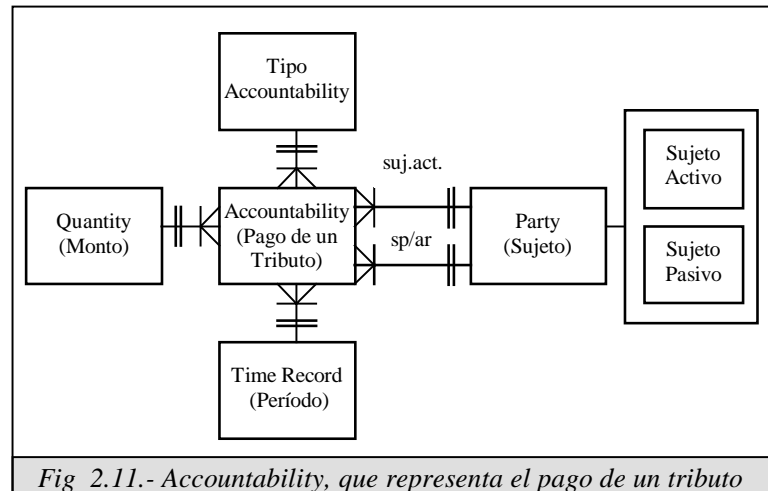 Tipo
Accountability
suj.act.
Sujeto
Activo
Quantity
(Monto)
Accountability
(Pago de un
Tributo)
Party
(Sujeto)
sp/ar
Sujeto
Pasivo
Time Record
(Período)
Fig 2.11.- Accountability, que representa el pago de un tributo